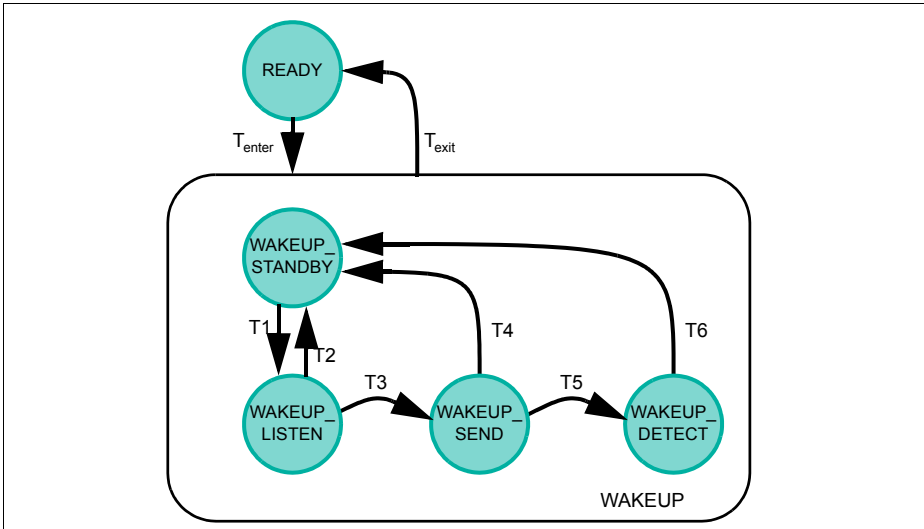 READY
Tenter
Texit
WAKEUP_
STANDBY
T1
T2
T4
T6
T3
T5
WAKEUP_
LISTEN
WAKEUP_
SEND
WAKEUP_
DETECT
WAKEUP